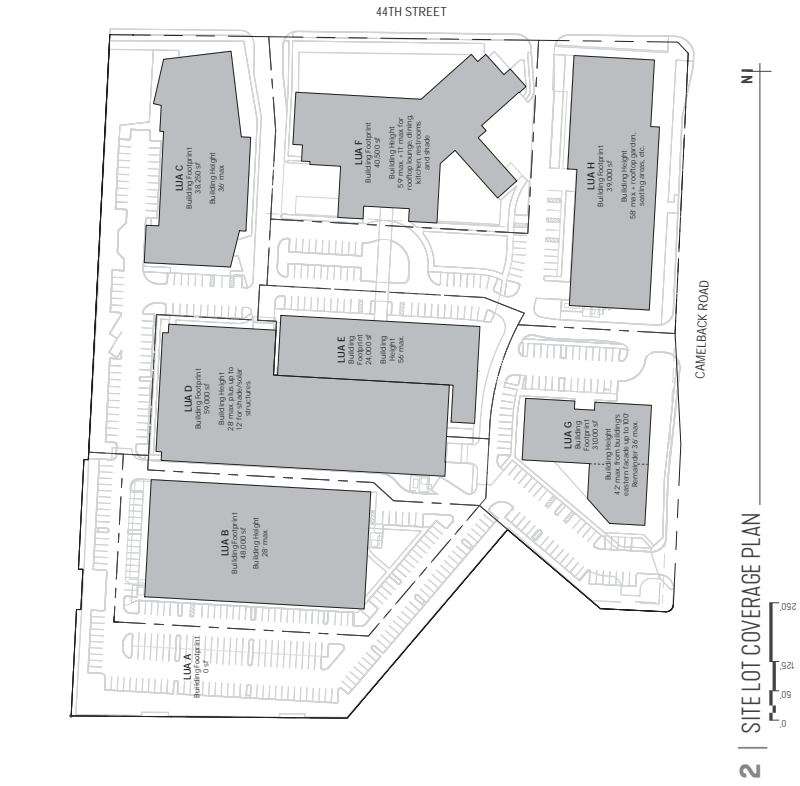 44TH STREET
LUA C
Building Footprint
38,250 sf
Building Height
36' max
LUA F
Building Footprint
40,500 sf
Building Height
59' max. + 11' max for
rooftop lounge, dining,
kitchen, restrooms
and shade
LUA H
Building Footprint
39,000 sf
Building Height
58' max + rooftop garden,
seating areas, etc.
CAMELBACK ROAD
LUA D
Building Footprint
59,000 sf
Building Height
28' max. plus up to
12' for shade/solar
structures
LUA E
Building
Footprint
24,000 sf
Building
Height
56' max.
LUA G
Building
Footprint
31,000 sf
Building Height
42' max. from building's
eastern facade up to 100'
Remainder 36' max.
LUA B
Building Footprint
48,000 sf
Building Height
28' max.
LUA A
Building Footprint
0 sf
N
2 | SITE LOT COVERAGE PLAN
0'
50'
125'
250'